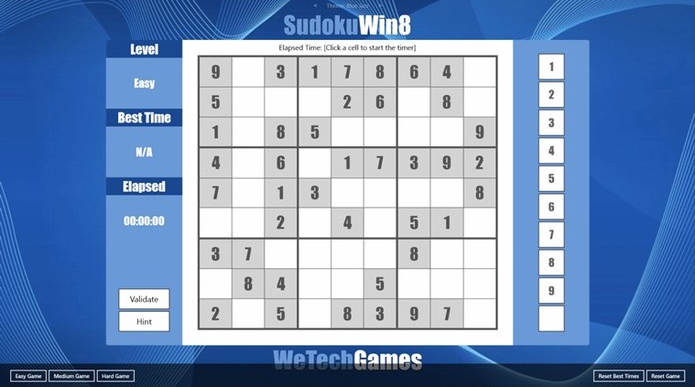 Theme: Blue Jazz
SudokuWin8
Level
Easy
Best Time
N/A
Elapsed
00:00:00
Validate
Hint
Elapsed Time: [Click a cell to start the timer]
9 3 1 7 8 6 4
5 2 6 8
1 8 5 9
4 6 1 7 3 9 2
7 1 3 8
2 4 5 1
3 7 8
8 4 5
2 5 8 3 9 7
1
2
3
4
5
6
7
8
9
WeTechGames
Easy Game Medium Game Hard Game Reset Best Times Reset Game